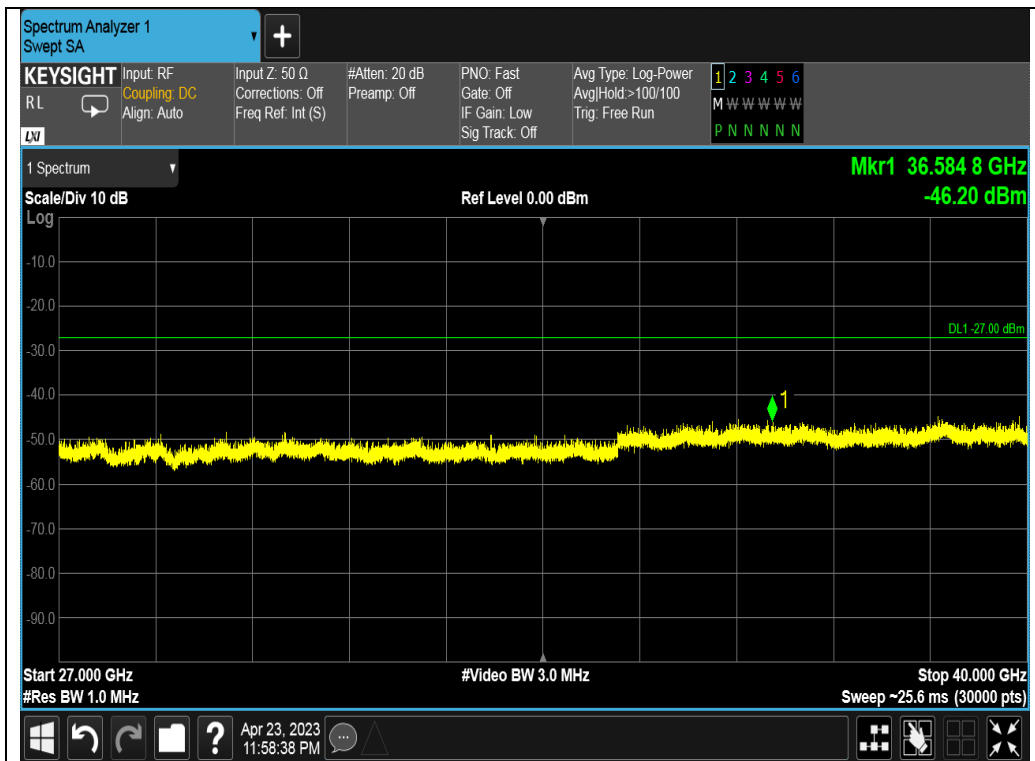 Spectrum Analyzer 1
Swept SA
+
KEYSIGHT
RL
LXI
Input: RF
Coupling: DC
Align: Auto
Input Z: 50 Ω
Corrections: Off
Freq Ref: Int (S)
#Atten: 20 dB
Preamp: Off
PNO: Fast
Gate: Off
IF Gain: Low
Sig Track: Off
Avg Type: Log-Power
Avg|Hold:>100/100
Trig: Free Run
1 2 3 4 5 6
M W W W W W
P N N N N N
1 Spectrum
Scale/Div 10 dB
Ref Level 0.00 dBm
Mkr1 36.584 8 GHz
-46.20 dBm
Log
-10.0
-20.0
DL1 -27.00 dBm
-30.0
-40.0
1
-50.0
-60.0
-70.0
-80.0
-90.0
Start 27.000 GHz
#Video BW 3.0 MHz
Stop 40.000 GHz
#Res BW 1.0 MHz
Sweep ~25.6 ms (30000 pts)
?
Apr 23, 2023
11:58:38 PM